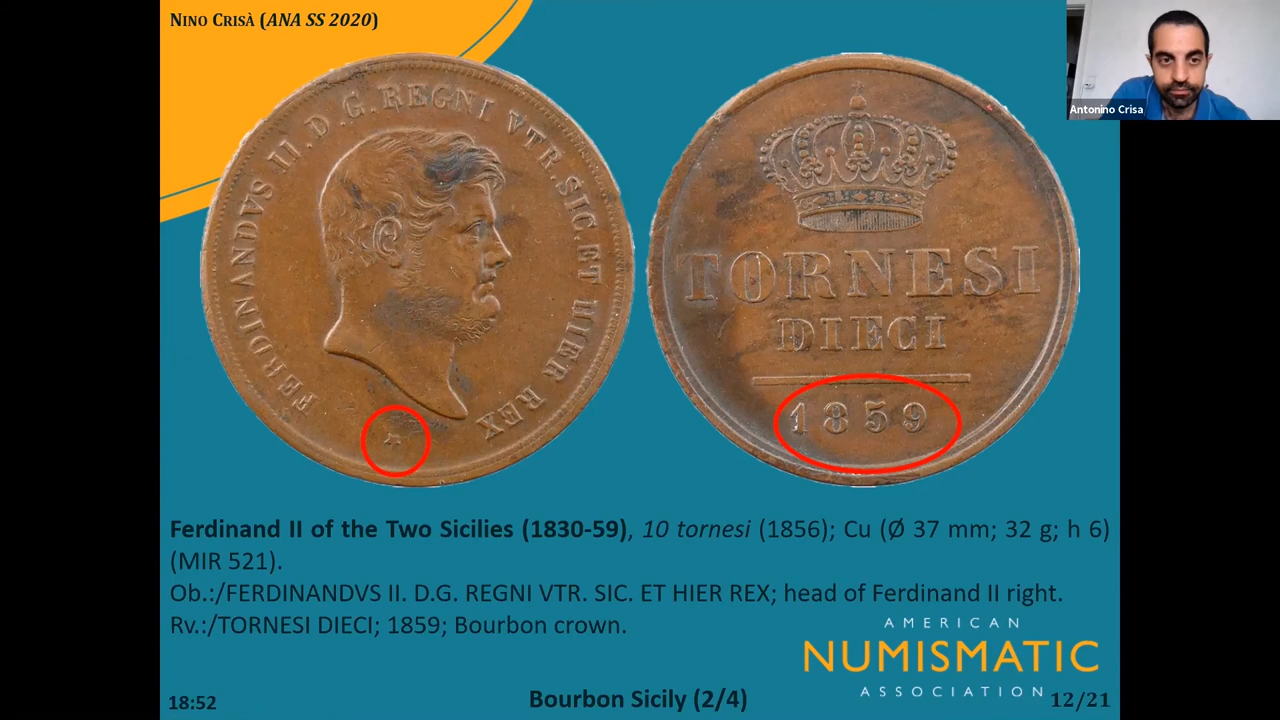 NINO CRISÀ (ANA SS 2020)
Antonino Crisa
FERDINANDVS II. D.G. REGNI VTR. SIC. ET HIER REX
TORNESI
DIECI
1859
Ferdinand II of the Two Sicilies (1830-59), 10 tornesi (1856); Cu (Ø 37 mm; 32 g; h 6)
(MIR 521).
Ob.:/FERDINANDVS II. D.G. REGNI VTR. SIC. ET HIER REX; head of Ferdinand II right.
Rv.:/TORNESI DIECI; 1859; Bourbon crown.
AMERICAN
NUMISMATIC
ASSOCIATION
18:52
Bourbon Sicily (2/4)
12/21